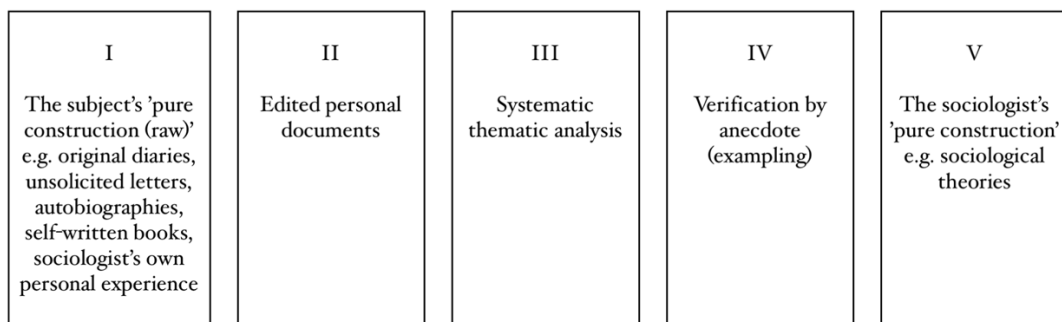 I
The subject's 'pure
construction (raw)'
e.g. original diaries,
unsolicited letters,
autobiographies,
self-written books,
sociologist's own
personal experience
II
Edited personal
documents
III
Systematic
thematic analysis
IV
Verification by
anecdote
(exampling)
V
The sociologist's
'pure construction'
e.g. sociological
theories